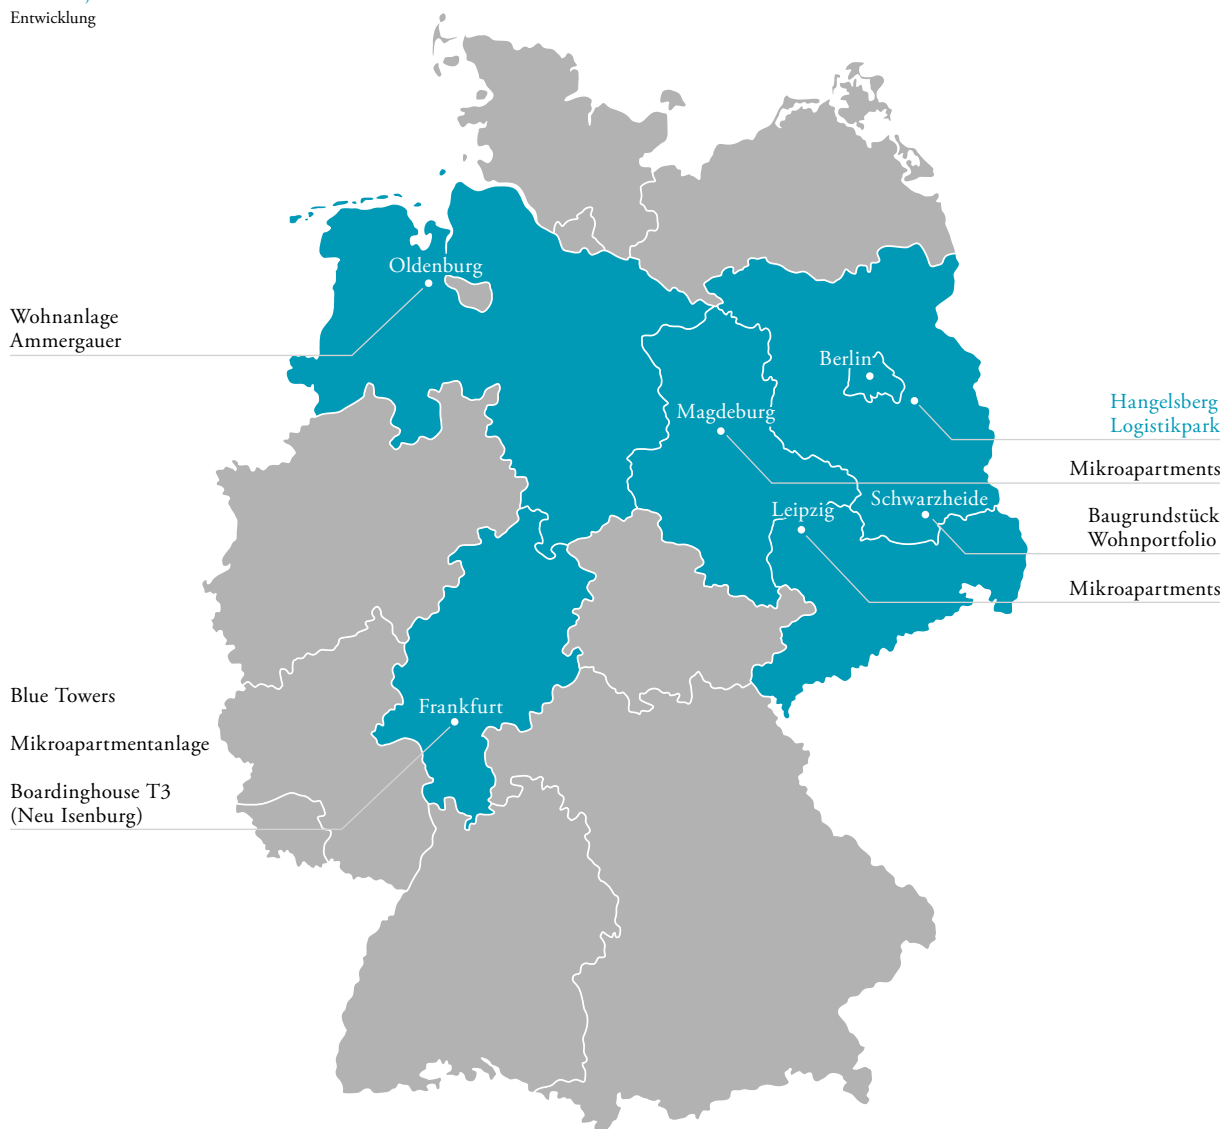 Entwicklung
Oldenburg
Wohnanlage
Ammergauer
Berlin
Hangelsberg
Logistikpark
Magdeburg
Mikroapartments
Schwarzheide
Leipzig
Baugrundstück
Wohnportfolio
Mikroapartments
Blue Towers
Frankfurt
Mikroapartmentanlage
Boardinghouse T3
(Neu Isenburg)